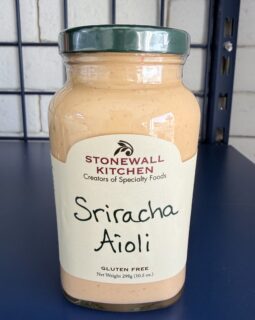 STONEWALL
KITCHEN
Creators of Specialty Foods
Sriracha
Aïoli
GLUTEN FREE
Net Weight 298g (10.5 oz.)